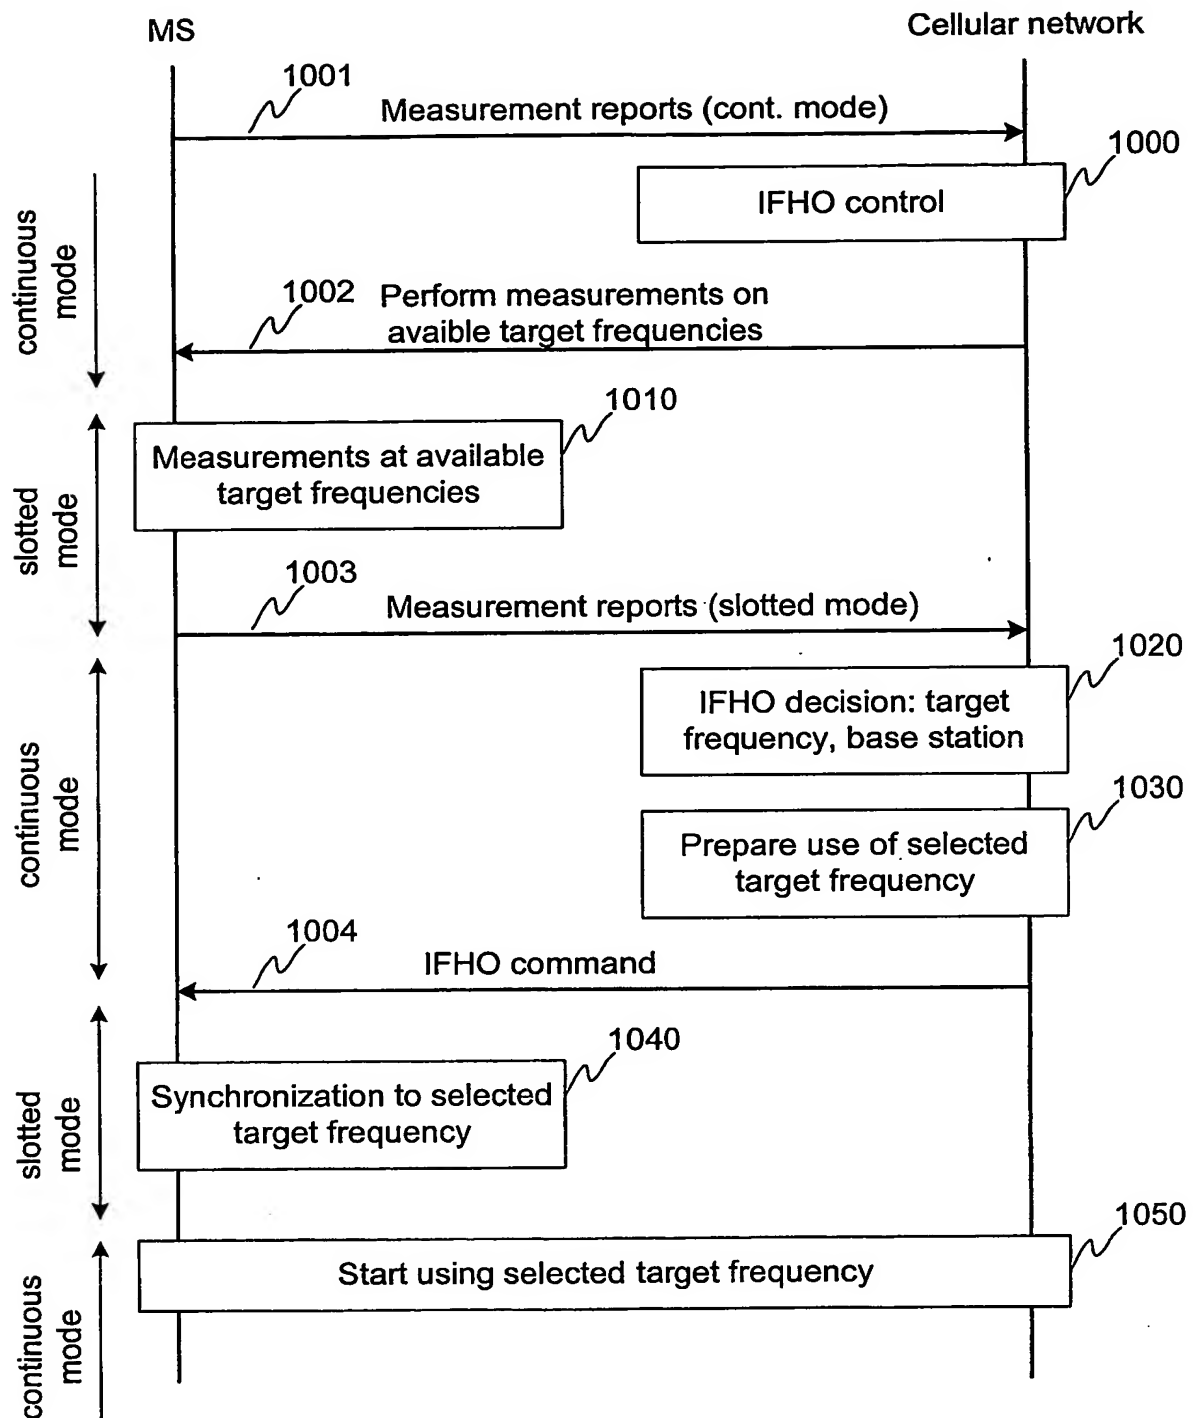 MS
Cellular network
1001
Measurement reports (cont. mode)
1000
IFHO control
continuous
mode
1002
Perform measurements on
avaible target frequencies
1010
Measurements at available
target frequencies
slotted
mode
1003
Measurement reports (slotted mode)
1020
IFHO decision: target
frequency, base station
continuous
mode
1030
Prepare use of selected
target frequency
1004
IFHO command
1040
Synchronization to selected
target frequency
slotted
mode
1050
Start using selected target frequency
continuous
mode